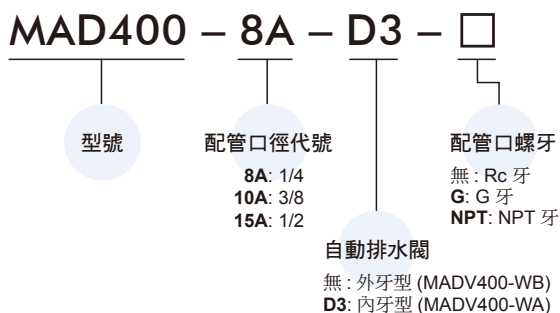 MAD400 – 8A – D3 – □
型號
配管口徑代號
8A: 1/4
10A: 3/8
15A: 1/2
配管口螺牙
無 : Rc 牙
G: G 牙
NPT: NPT 牙
自動排水閥
無 : 外牙型 (MADV400-WB)
D3: 內牙型 (MADV400-WA)